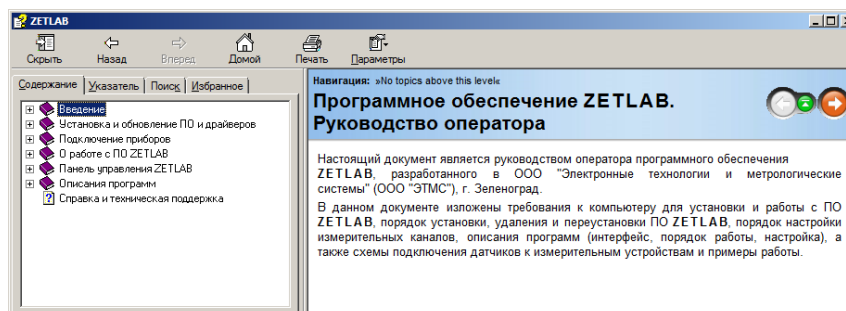 ZETLAB
Скрыть Назад Вперед Домой Печать Параметры
Содержание Указатель Поиск Избранное
Введение
Установка и обновление ПО и драйверов
Подключение приборов
О работе с ПО ZETLAB
Панель управления ZETLAB
Описания программ
Справка и техническая поддержка
Навигация: »No topics above this level«
Программное обеспечение ZETLAB.
Руководство оператора
Настоящий документ является руководством оператора программного обеспечения
ZETLAB, разработанного в ООО "Электронные технологии и метрологические
системы" (ООО "ЭТМС"), г. Зеленоград.
В данном документе изложены требования к компьютеру для установки и работы с ПО
ZETLAB, порядок установки, удаления и переустановки ПО ZETLAB, порядок настройки
измерительных каналов, описания программ (интерфейс, порядок работы, настройка), а
также схемы подключения датчиков к измерительным устройствам и примеры работы.